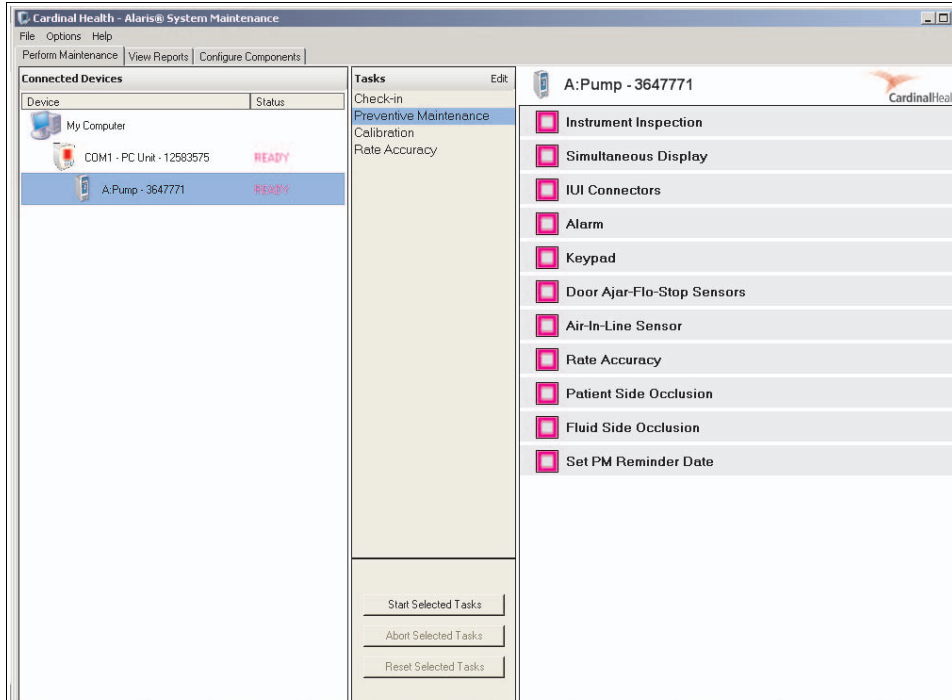 Cardinal Health - Alaris® System Maintenance
File Options Help
Perform Maintenance View Reports Configure Components
Connected Devices
Device Status
My Computer
COM1 - PC Unit - 12583575 READY
A:Pump - 3647771 READY
Tasks Edit
Check-in
Preventive Maintenance
Calibration
Rate Accuracy
Start Selected Tasks
Abort Selected Tasks
Reset Selected Tasks
A:Pump - 3647771
CardinalHeal
Instrument Inspection
Simultaneous Display
IUI Connectors
Alarm
Keypad
Door Ajar-Flo-Stop Sensors
Air-In-Line Sensor
Rate Accuracy
Patient Side Occlusion
Fluid Side Occlusion
Set PM Reminder Date